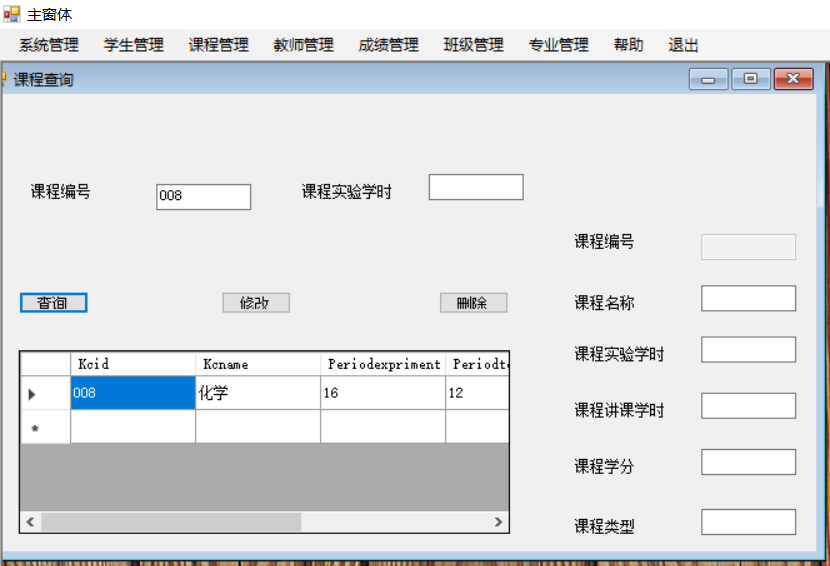 主窗体
系统管理 学生管理 课程管理 教师管理 成绩管理 班级管理 专业管理 帮助 退出
课程查询
课程编号 008 课程实验学时
课程编号
查询 修改 删除 课程名称
课程实验学时
Kcid Kcname Periodexpriment Periodt
008 化学 16 12
课程讲课学时
课程学分
课程类型